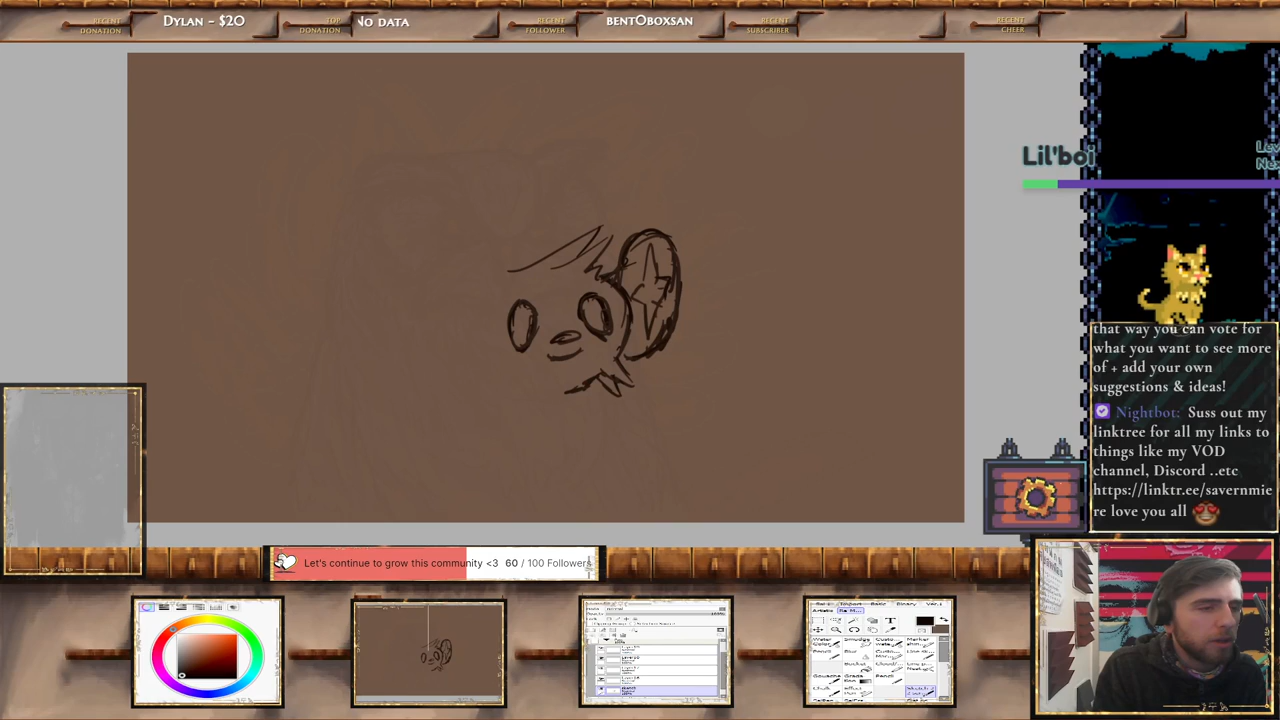 RECENT DONATION
Dylan - $20
TOP DONATION
No data
RECENT FOLLOWER
bentOboxsan
RECENT SUBSCRIBER
RECENT CHEER
Lil'boi
Lev
Nex
that way you can vote for
what you want to see more
of + add your own
suggestions & ideas!
Nightbot: Suss out my
linktree for all my links to
things like my VOD
channel, Discord ..etc
https://linktr.ee/savernmie
re love you all
Let's continue to grow this community <3 60 / 100 Followers